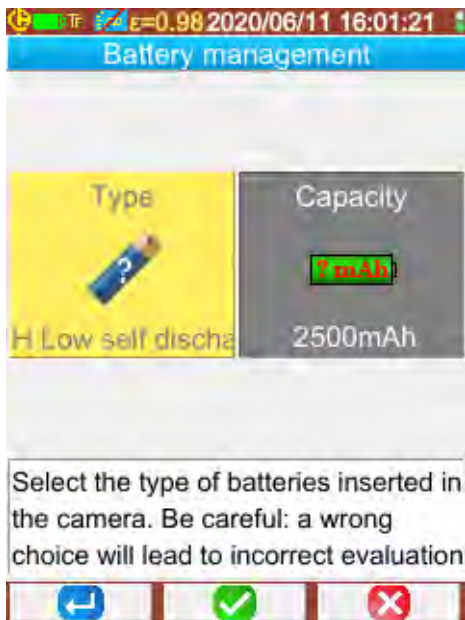 TF ε=0.98 2020/06/11 16:01:21
Battery management
Type
Capacity
?
? mAh
H Low self discha
2500mAh
Select the type of batteries inserted in
the camera. Be careful: a wrong
choice will lead to incorrect evaluation